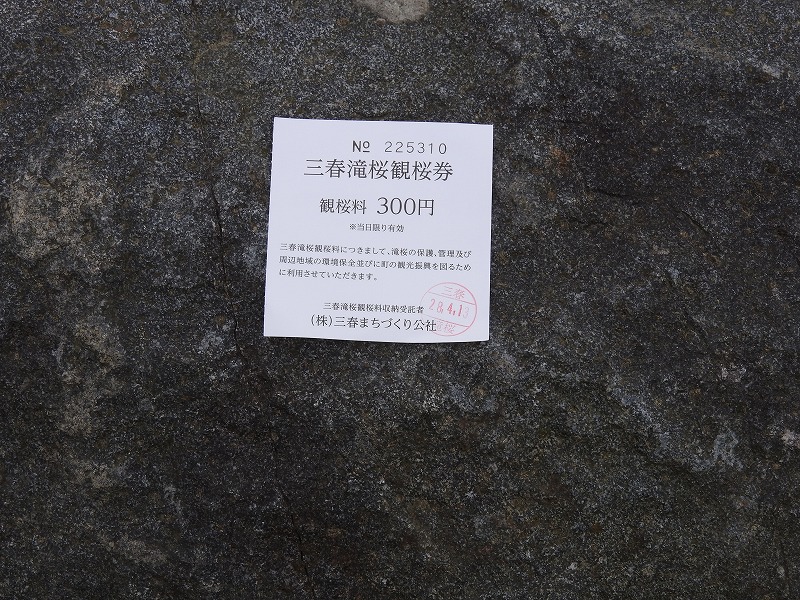 № 225310
三春滝桜観桜券
観桜料 300円
※当日限り有効
三春滝桜観桜料につきまして、滝桜の保護、管理及び
周辺地域の環境保全並びに町の観光振興を図るため
に利用させていただきます。
三春滝桜観桜料収納受託者
(株)三春まちづくり公社
三春
28.4.13